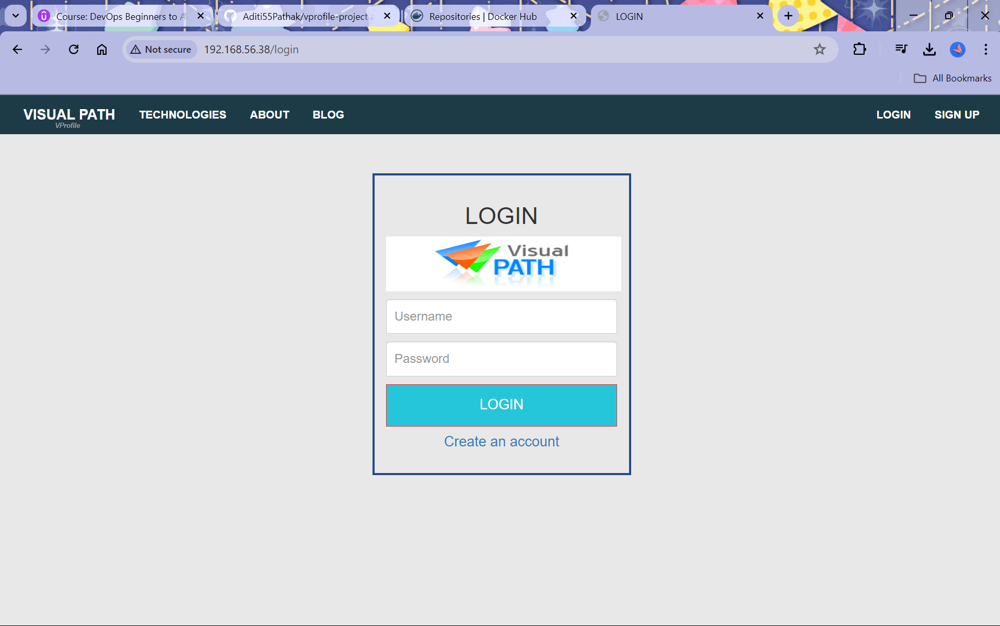 Course: DevOps Beginners to A
Aditi55Pathak/vprofile-project a
Repositories | Docker Hub
LOGIN
Not secure
192.168.56.38/login
All Bookmarks
VISUAL PATH
VProfile
TECHNOLOGIES
ABOUT
BLOG
LOGIN
SIGN UP
LOGIN
Visual
PATH
Username
Password
LOGIN
Create an account